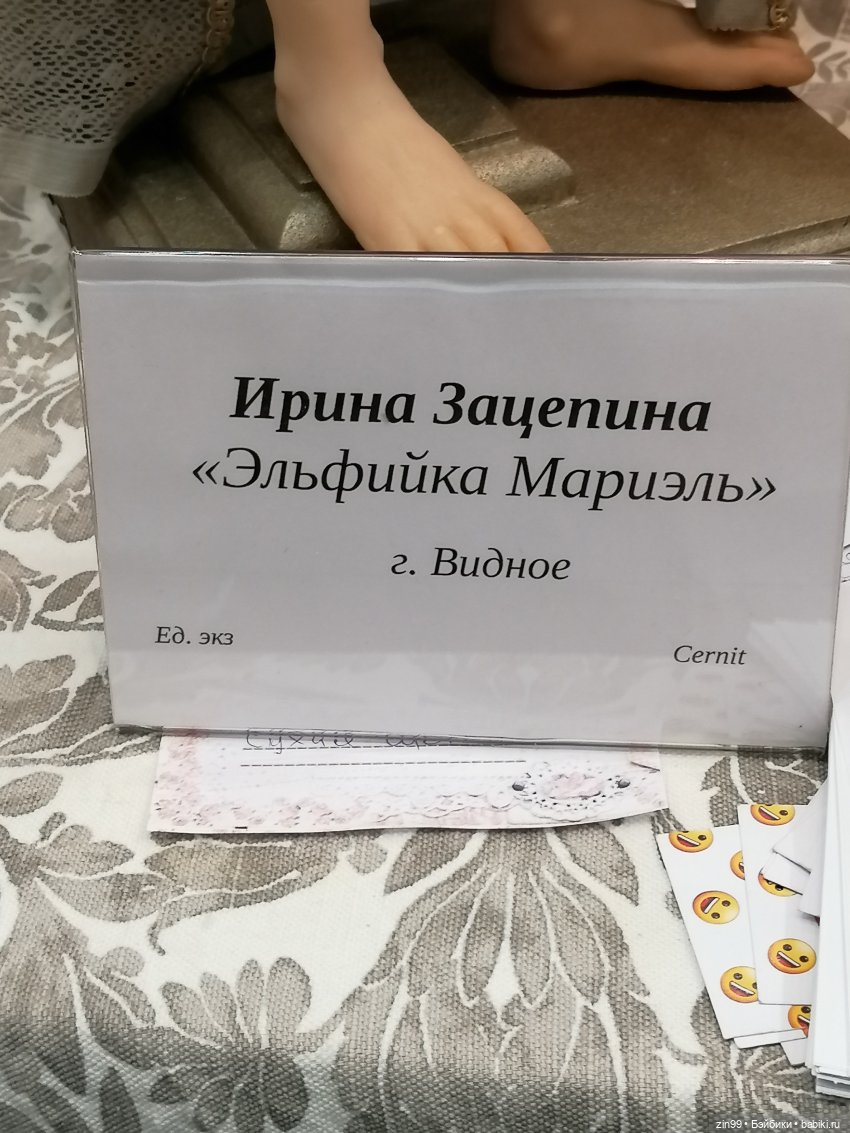 Ирина Зацепина
«Эльфийка Мариэль»
г. Видное
Ед. экз
Cernit
zin99 • Бэйбики • babiki.ru